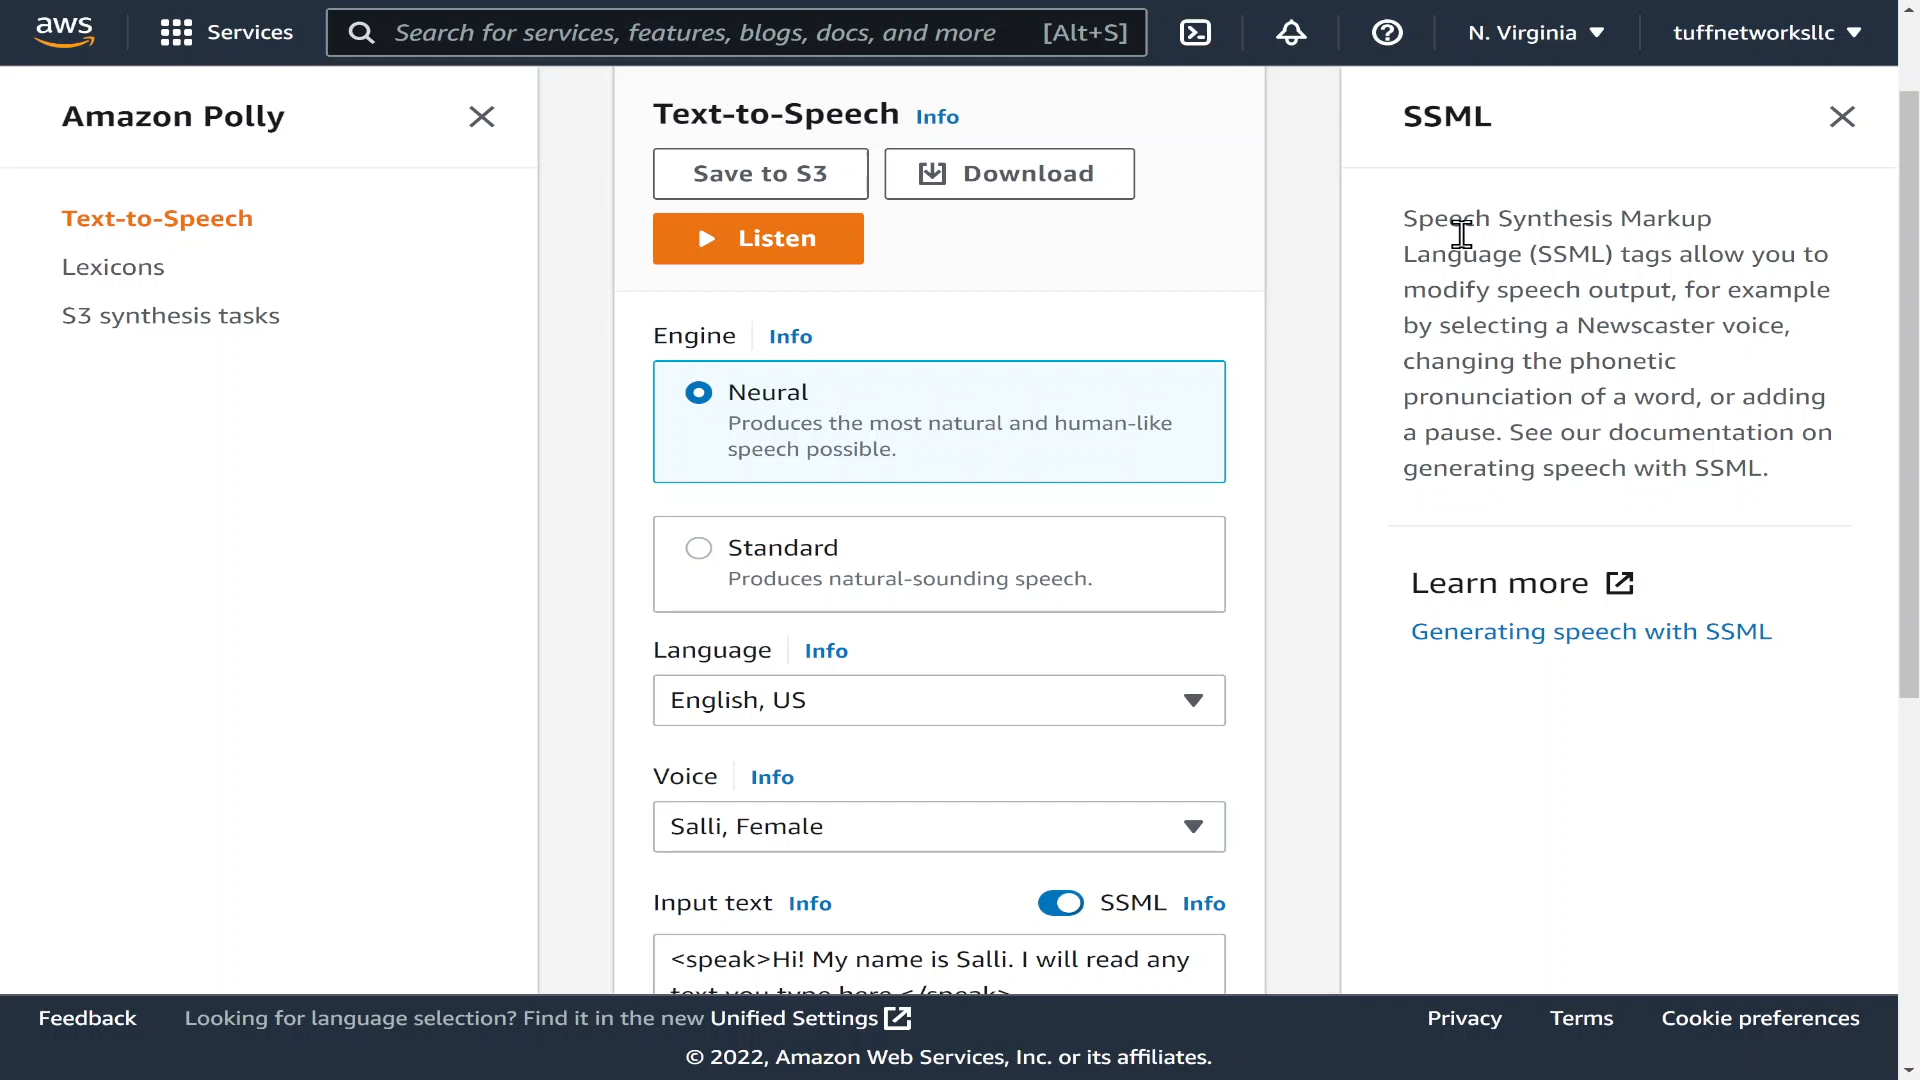 aws
Services
Search for services, features, blogs, docs, and more [Alt+S]
N. Virginia
tuffnetworksllc
Amazon Polly
Text-to-Speech
Lexicons
S3 synthesis tasks
Text-to-Speech Info
Save to S3
Download
Listen
Engine Info
Neural
Produces the most natural and human-like
speech possible.
Standard
Produces natural-sounding speech.
Language Info
English, US
Voice Info
Salli, Female
Input text Info
SSML Info
<speak>Hi! My name is Salli. I will read any
text you type here.</speak>
SSML
Speech Synthesis Markup
Language (SSML) tags allow you to
modify speech output, for example
by selecting a Newscaster voice,
changing the phonetic
pronunciation of a word, or adding
a pause. See our documentation on
generating speech with SSML.
Learn more
Generating speech with SSML
Feedback
Looking for language selection? Find it in the new Unified Settings
Privacy
Terms
Cookie preferences
© 2022, Amazon Web Services, Inc. or its affiliates.